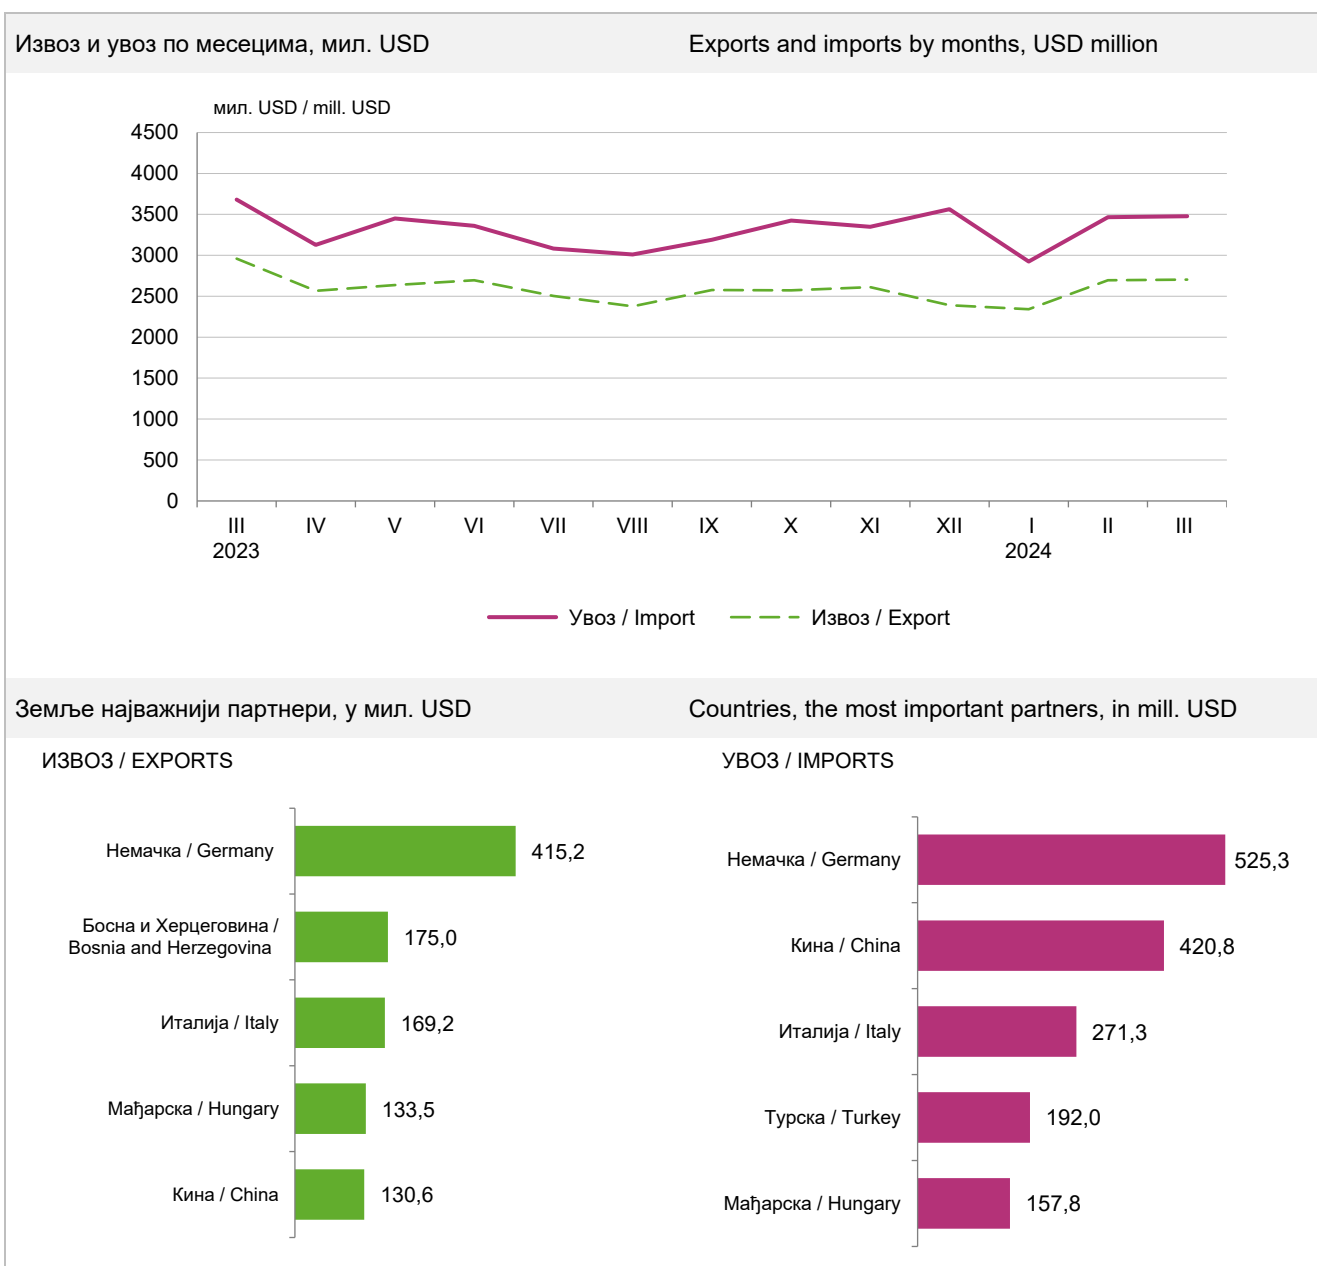 Извоз и увоз по месецима, мил. USD
Exports and imports by months, USD million
мил. USD / mill. USD
4500
4000
3500
3000
2500
2000
1500
1000
500
0
III IV V VI VII VIII IX X XI XII I II III
2023 2024
Увоз / Import
Извоз / Export
Земље најважнији партнери, у мил. USD
Countries, the most important partners, in mill. USD
ИЗВОЗ / EXPORTS
Немачка / Germany 415,2
Босна и Херцеговина /
Bosnia and Herzegovina 175,0
Италија / Italy 169,2
Мађарска / Hungary 133,5
Кина / China 130,6
УВОЗ / IMPORTS
Немачка / Germany 525,3
Кина / China 420,8
Италија / Italy 271,3
Турска / Turkey 192,0
Мађарска / Hungary 157,8